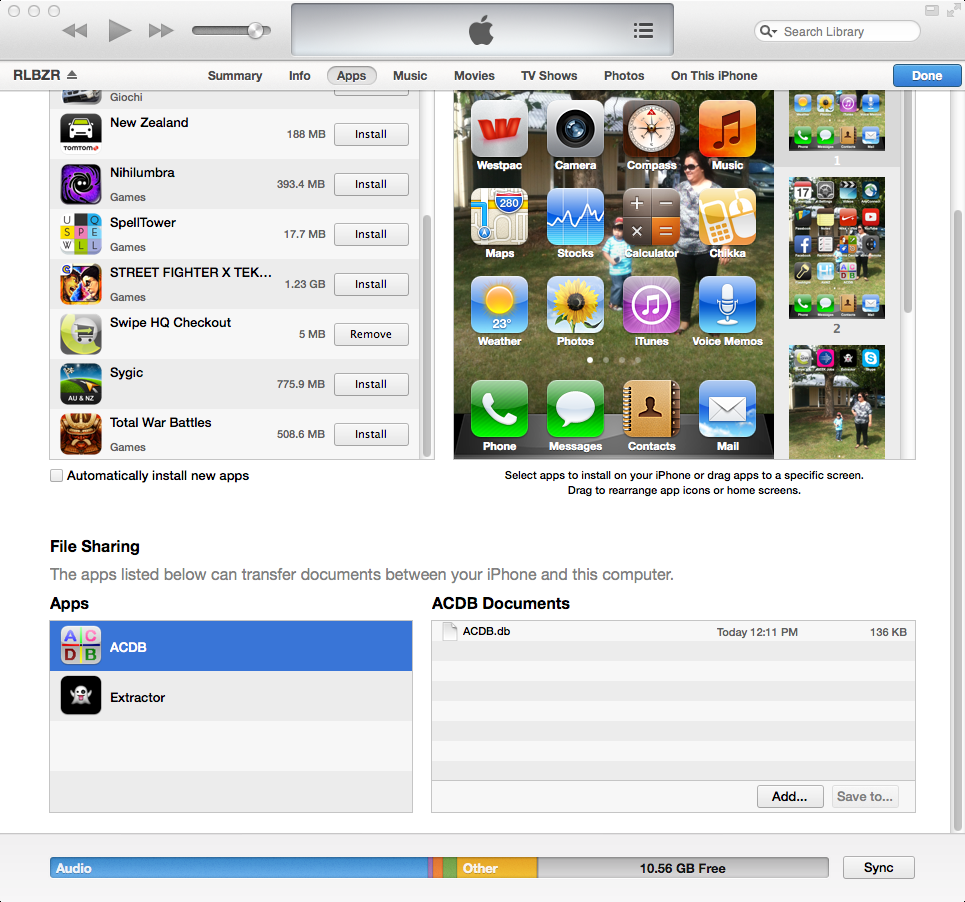 Search Library
RLBZR
Summary Info Apps Music Movies TV Shows Photos On This iPhone Done
Giochi
New Zealand
188 MB Install
TOMTOM
Nihilumbra
393.4 MB Install
Games
SpellTower
17.7 MB Install
Games
STREET FIGHTER X TEK...
1.23 GB Install
Games
Swipe HQ Checkout
5 MB Remove
Sygic
775.9 MB Install
AU & NZ
Total War Battles
508.6 MB Install
Games
Westpac Camera Compass Music
280
Maps Stocks Calculator Chikka
23°
Weather Photos iTunes Voice Memos
Phone Messages Contacts Mail
1
17
2
Automatically install new apps
Select apps to install on your iPhone or drag apps to a specific screen.
Drag to rearrange app icons or home screens.
File Sharing
The apps listed below can transfer documents between your iPhone and this computer.
Apps
ACDB
Extractor
ACDB Documents
ACDB.db Today 12:11 PM 136 KB
Add... Save to...
Audio Other 10.56 GB Free Sync